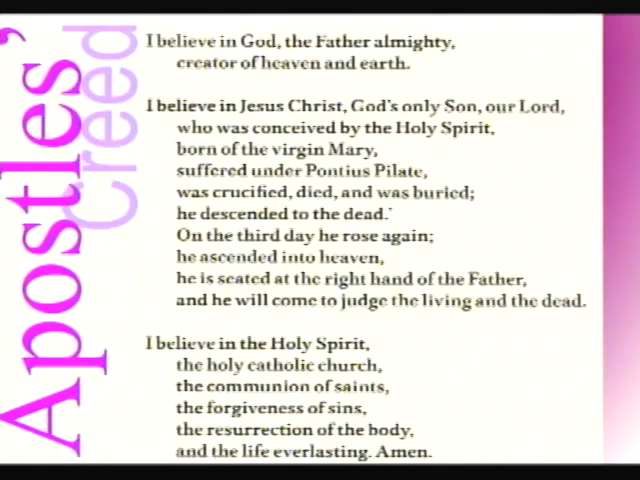 Apostles'
Creed
I believe in God, the Father almighty,
creator of heaven and earth.
I believe in Jesus Christ, God's only Son, our Lord,
who was conceived by the Holy Spirit,
born of the virgin Mary,
suffered under Pontius Pilate,
was crucified, died, and was buried;
he descended to the dead.*
On the third day he rose again;
he ascended into heaven,
he is seated at the right hand of the Father,
and he will come to judge the living and the dead.
I believe in the Holy Spirit,
the holy catholic church,
the communion of saints,
the forgiveness of sins,
the resurrection of the body,
and the life everlasting. Amen.